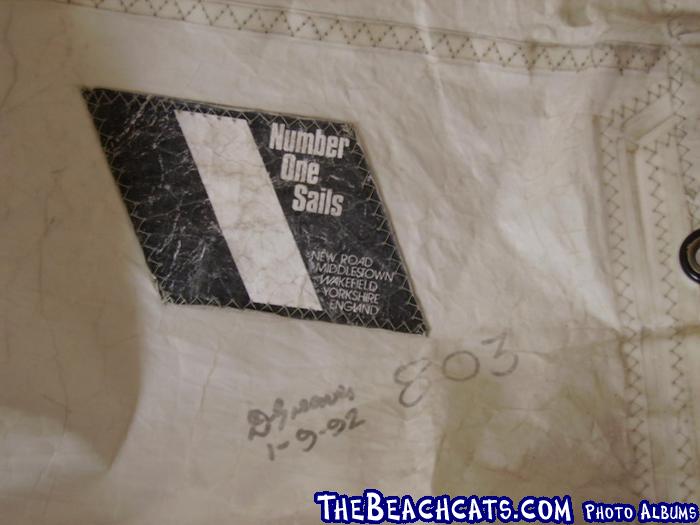 Number
One
Sails
NEW ROAD
MIDDLESTOWN
WAKEFIELD
YORKSHIRE
ENGLAND
803
1-9-92
THEBEACHCATS.COM PHOTO ALBUMS